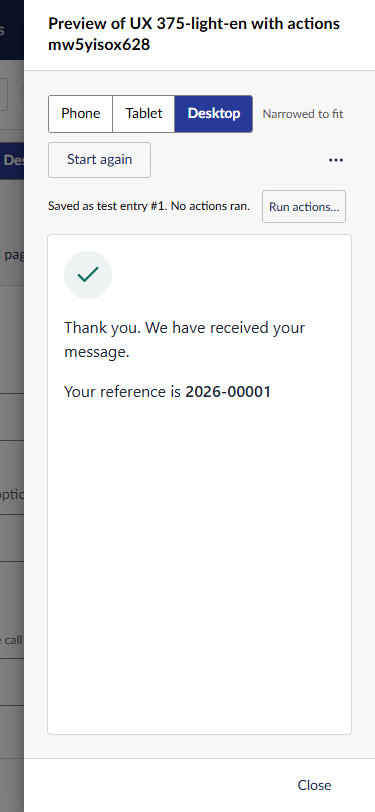 Preview of UX 375-light-en with actions
mw5yisox628
Phone
Tablet
Desktop
Narrowed to fit
Start again
Saved as test entry #1. No actions ran.
Run actions...
Thank you. We have received your
message.
Your reference is 2026-00001
Close